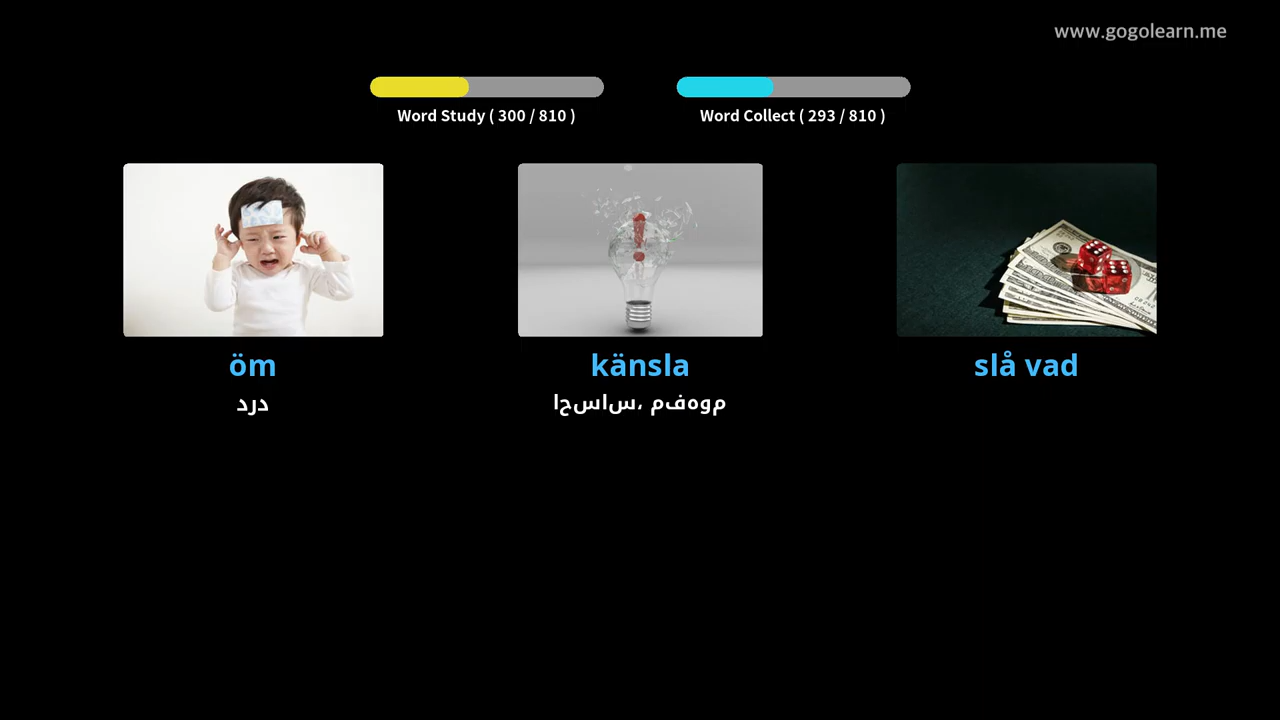 www.gogolearn.me
Word Study ( 300 / 810 )
Word Collect ( 293 / 810 )
öm
känsla
slå vad
درد
احساس، مفهوم